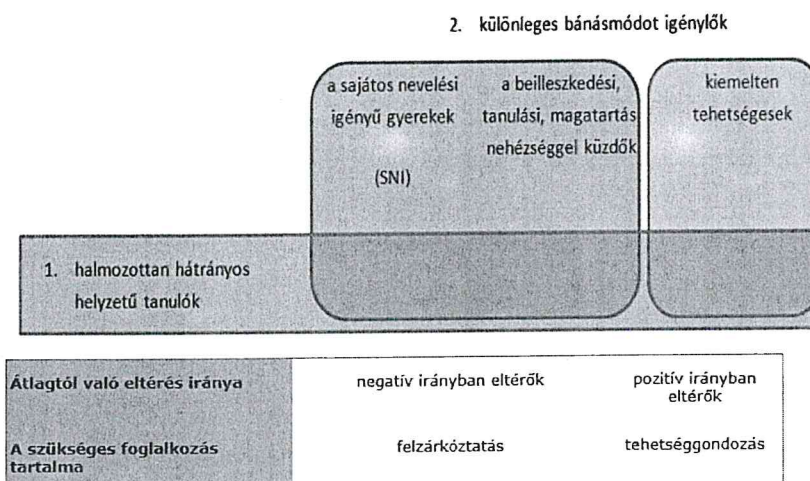 2. különleges bánásmódot igénylők
a sajátos nevelési
igényű gyerekek
(SNI)
a beilleszkedési,
tanulási, magatartás
nehézséggel küzdők
kiemelten
tehetségesek
1. halmozottan hátrányos
helyzetű tanulók
Átlagtól való eltérés iránya
negatív irányban eltérők
pozitív irányban
eltérők
A szükséges foglalkozás
tartalma
felzárkóztatás
tehetséggondozás